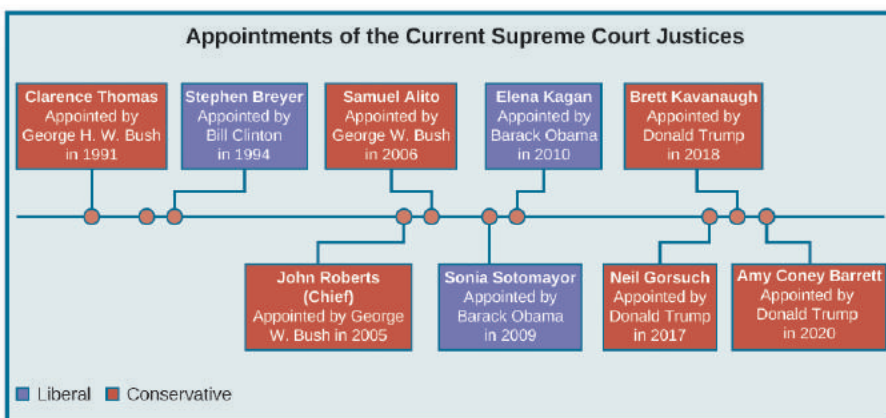 Appointments of the Current Supreme Court Justices
Clarence Thomas
Appointed by
George H. W. Bush
in 1991
Stephen Breyer
Appointed by
Bill Clinton
in 1994
Samuel Alito
Appointed by
George W. Bush
in 2006
Elena Kagan
Appointed by
Barack Obama
in 2010
Brett Kavanaugh
Appointed by
Donald Trump
in 2018
John Roberts
(Chief)
Appointed by George
W. Bush in 2005
Sonia Sotomayor
Appointed by
Barack Obama
in 2009
Neil Gorsuch
Appointed by
Donald Trump
in 2017
Amy Coney Barrett
Appointed by
Donald Trump
in 2020
Liberal
Conservative